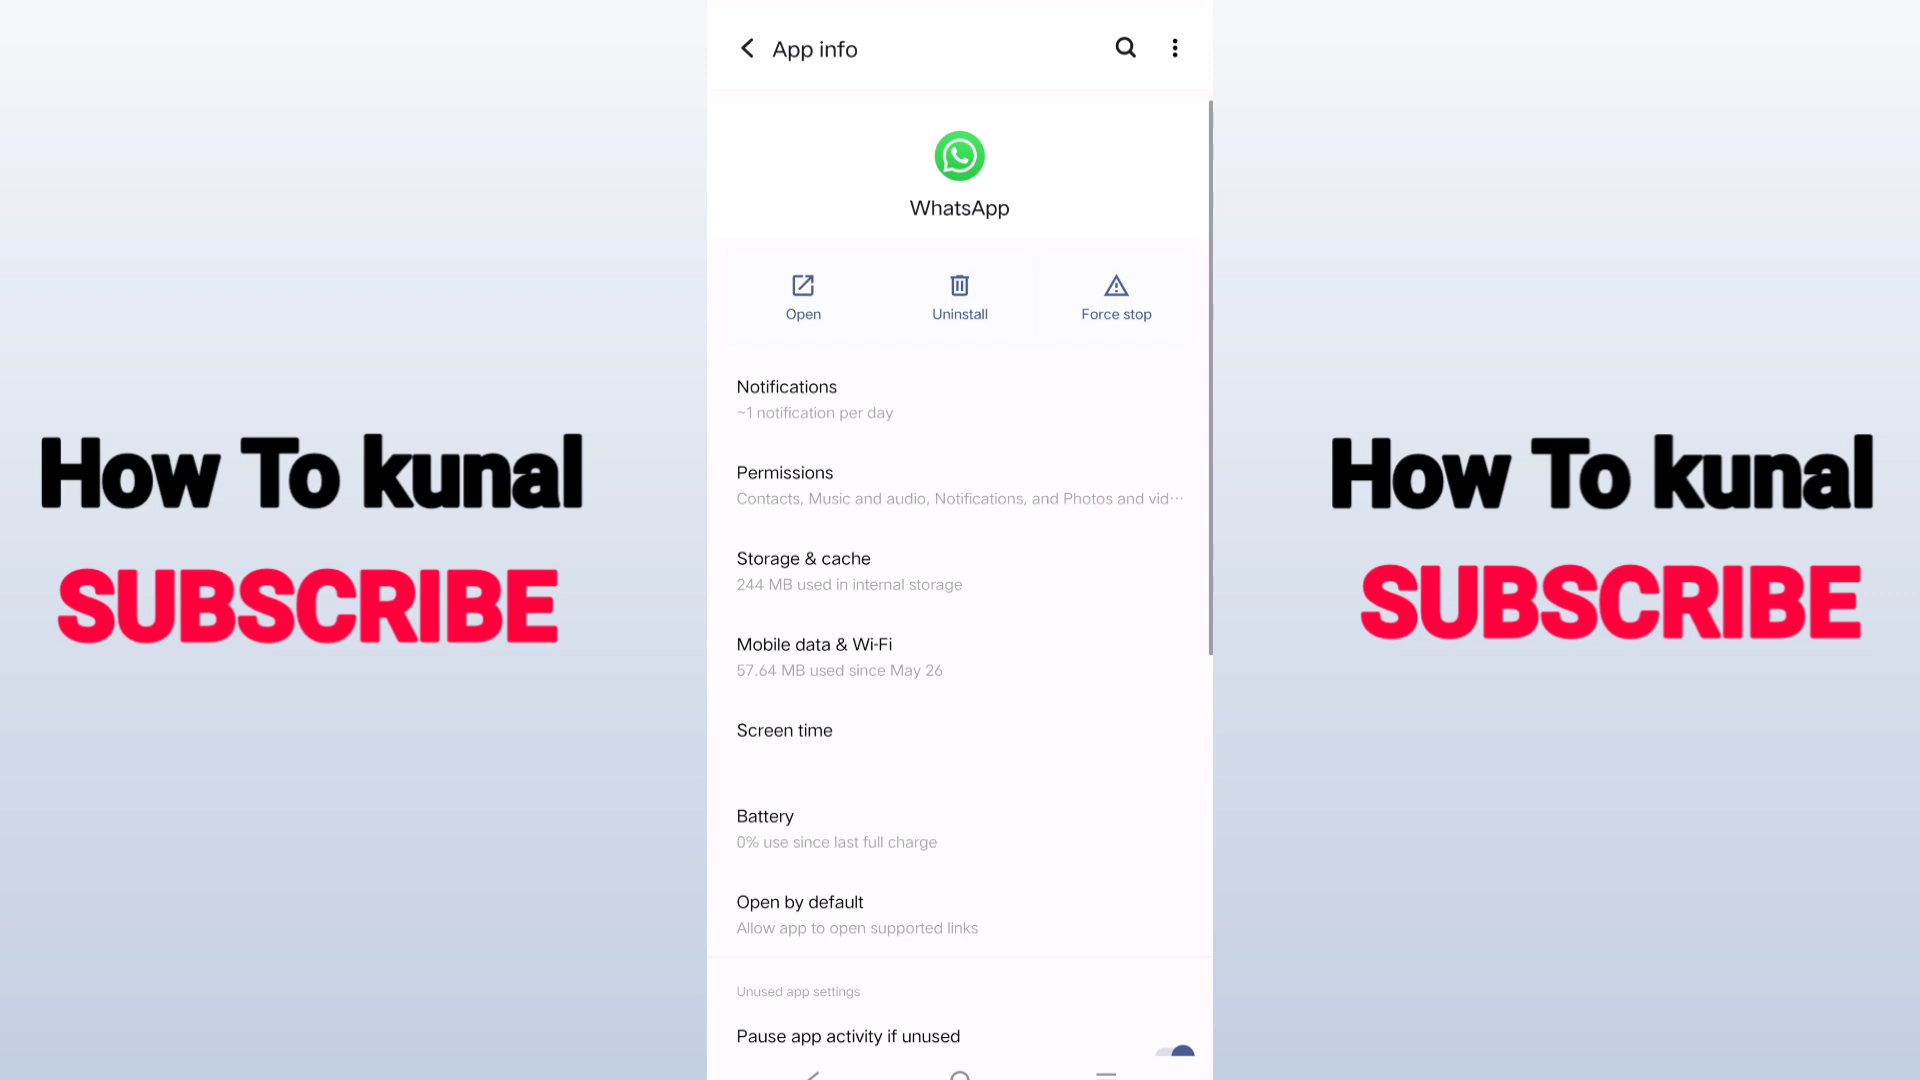 App info
WhatsApp
Open
Uninstall
Force stop
Notifications
~1 notification per day
Permissions
Contacts, Music and audio, Notifications, and Photos and vid···
Storage & cache
244 MB used in internal storage
Mobile data & Wi-Fi
57.64 MB used since May 26
Screen time
Battery
0% use since last full charge
Open by default
Allow app to open supported links
Unused app settings
Pause app activity if unused
How To kunal
SUBSCRIBE
How To kunal
SUBSCRIBE